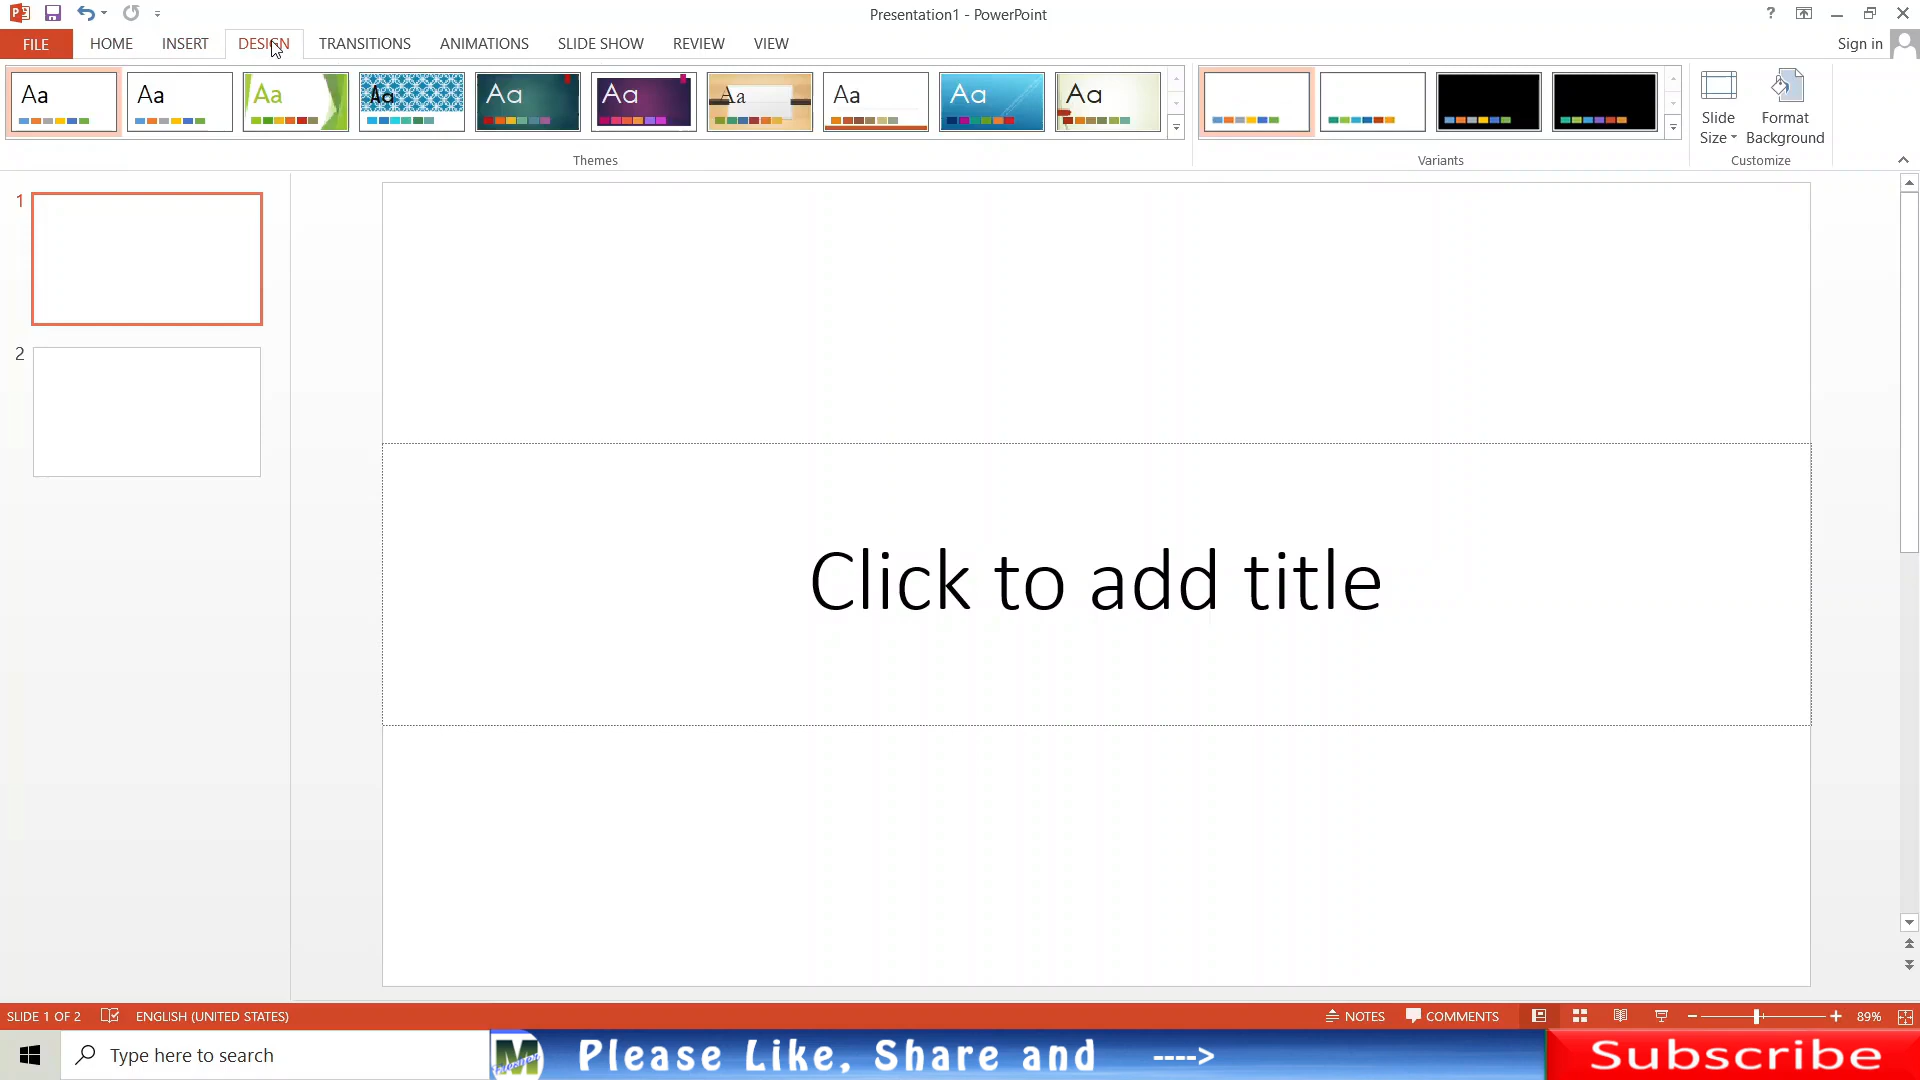 Presentation1 - PowerPoint
?
FILE
HOME
INSERT
DESIGN
TRANSITIONS
ANIMATIONS
SLIDE SHOW
REVIEW
VIEW
Sign in
Aa
Aa
Aa
Aa
Aa
Aa
Aa
Aa
Aa
Aa
Slide
Size
Format
Background
Themes
Variants
Customize
1
2
Click to add title
SLIDE 1 OF 2
ENGLISH (UNITED STATES)
NOTES
COMMENTS
89%
Type here to search
Please Like, Share and ---->
Subscribe